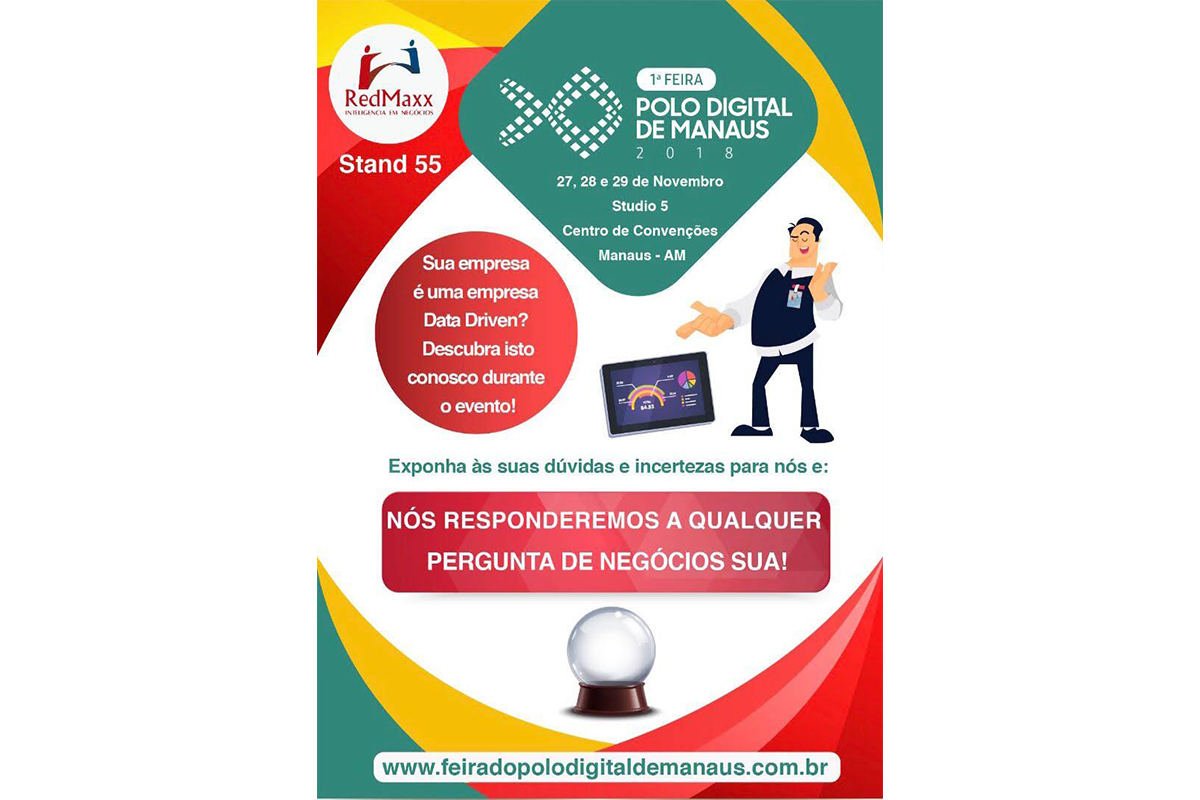 RedMaxx
INTELIGENCIA EM NEGÓCIOS
Stand 55
1ª FEIRA
POLO DIGITAL
DE MANAUS
2018
27, 28 e 29 de Novembro
Studio 5
Centro de Convenções
Manaus - AM
Sua empresa
é uma empresa
Data Driven?
Descubra isto
conosco durante
o evento!
Exponha às suas dúvidas e incertezas para nós e:
NÓS RESPONDEREMOS A QUALQUER
PERGUNTA DE NEGÓCIOS SUA!
www.feiradopolodigitaldemanaus.com.br